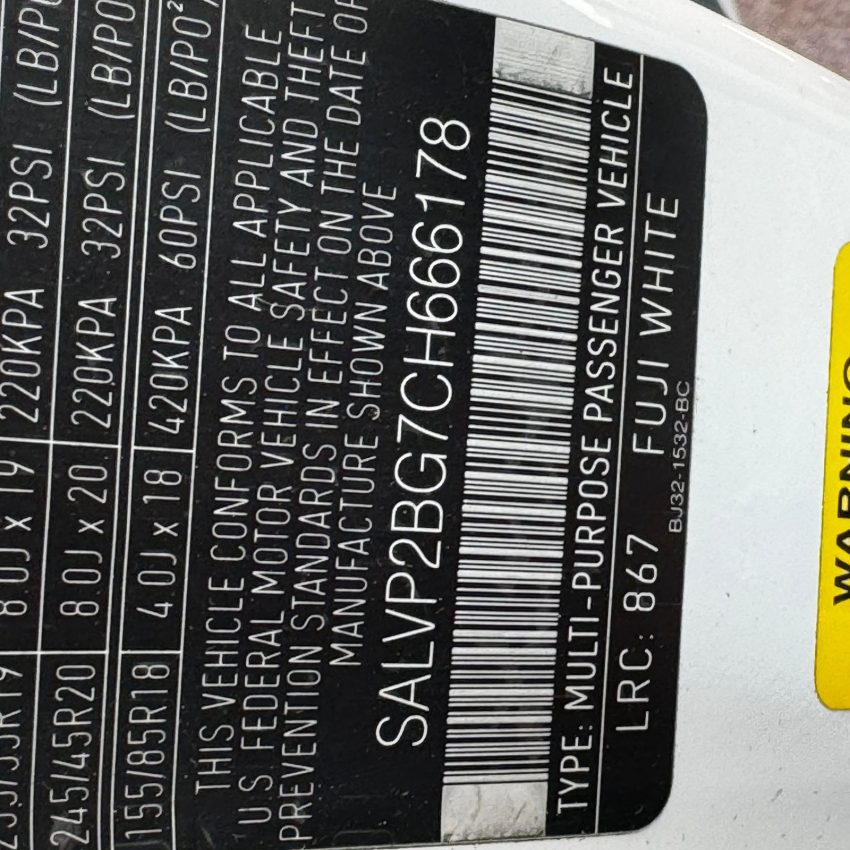 8.0J x 19 220KPA 32PSI (LB/PO
245/45R20 8.0J x 20 220KPA 32PSI (LB/PO
155/85R18 4.0J x 18 420KPA 60PSI (LB/PO²
THIS VEHICLE CONFORMS TO ALL APPLICABLE
U.S. FEDERAL MOTOR VEHICLE SAFETY AND THEFT
PREVENTION STANDARDS IN EFFECT ON THE DATE OF
MANUFACTURE SHOWN ABOVE
SALVP2BG7CH666178
TYPE: MULTI-PURPOSE PASSENGER VEHICLE
LRC: 867 FUJI WHITE
BJ32-1532-BC
WARNING